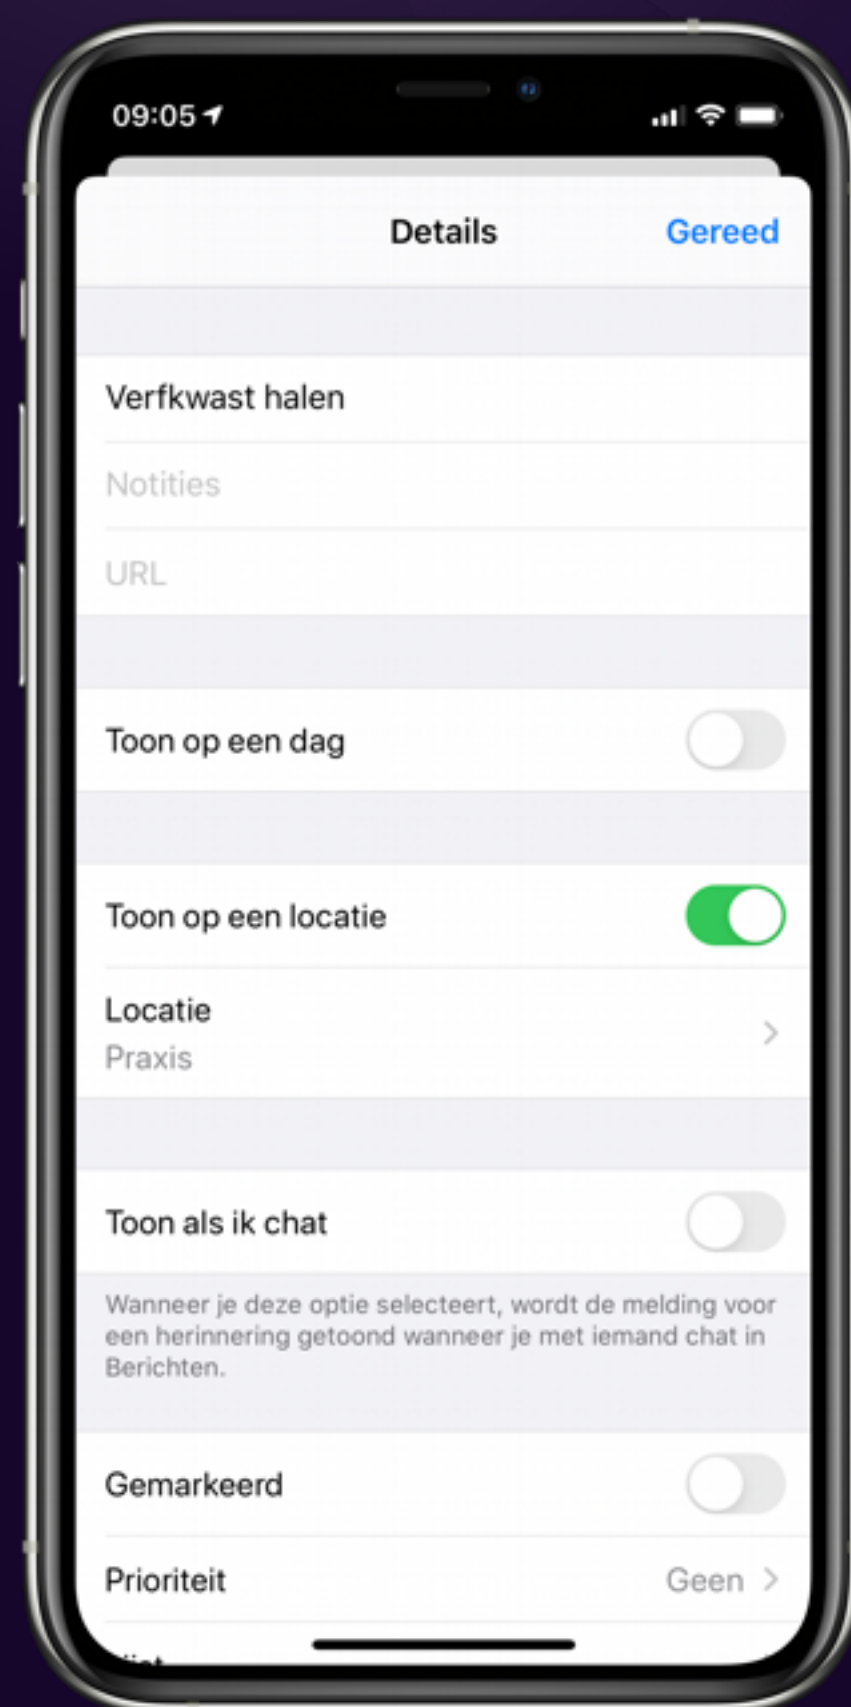 09:05
Details
Gereed
Verfkwast halen
Notities
URL
Toon op een dag
Toon op een locatie
Locatie
Praxis
Toon als ik chat
Wanneer je deze optie selecteert, wordt de melding voor
een herinnering getoond wanneer je met iemand chat in
Berichten.
Gemarkeerd
Prioriteit
Geen